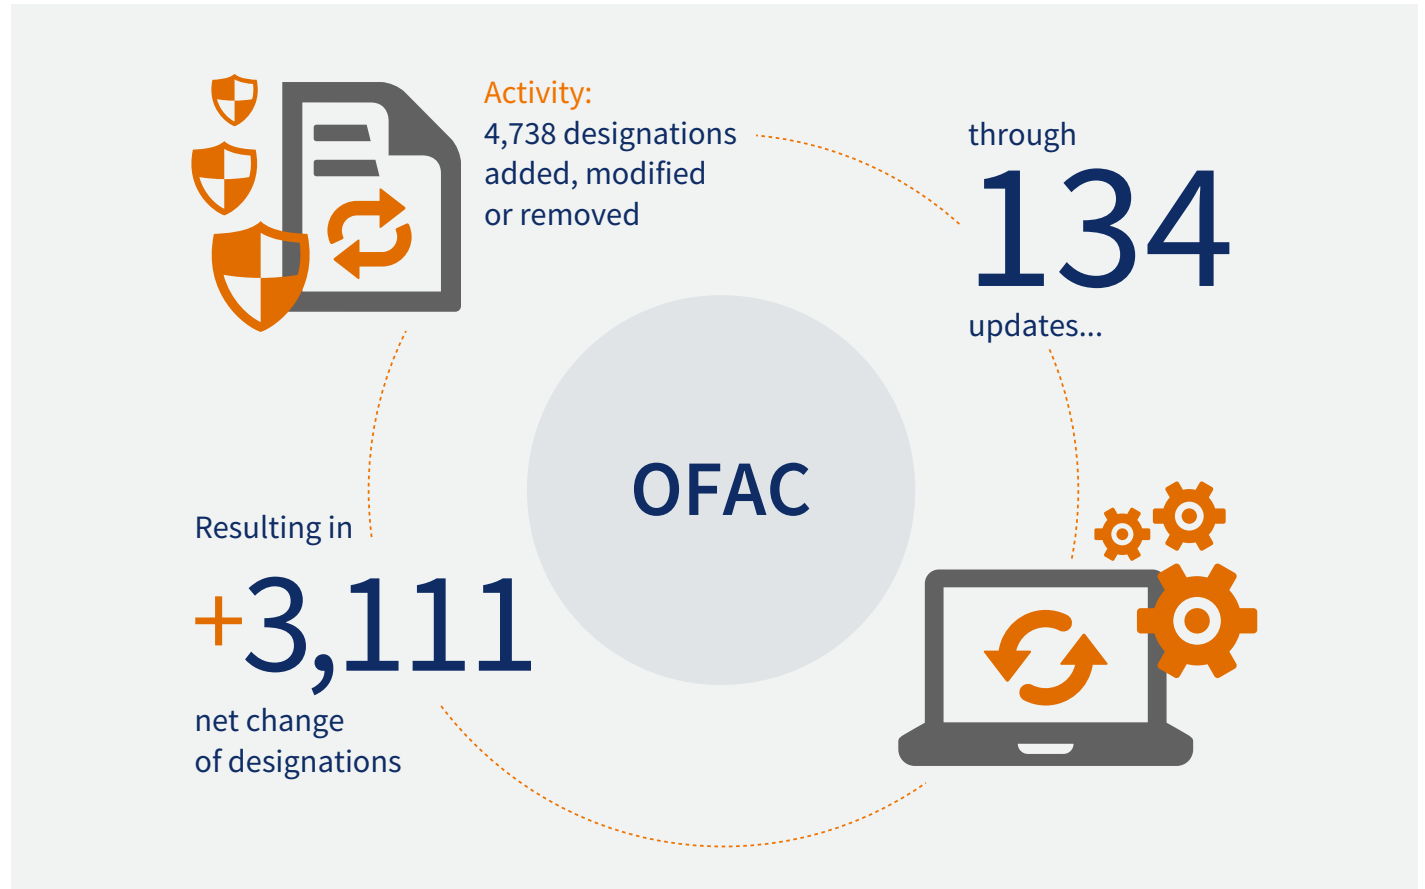 Activity:
4,738 designations
added, modified
or removed
through
134
updates...
OFAC
Resulting in
+3,111
net change
of designations